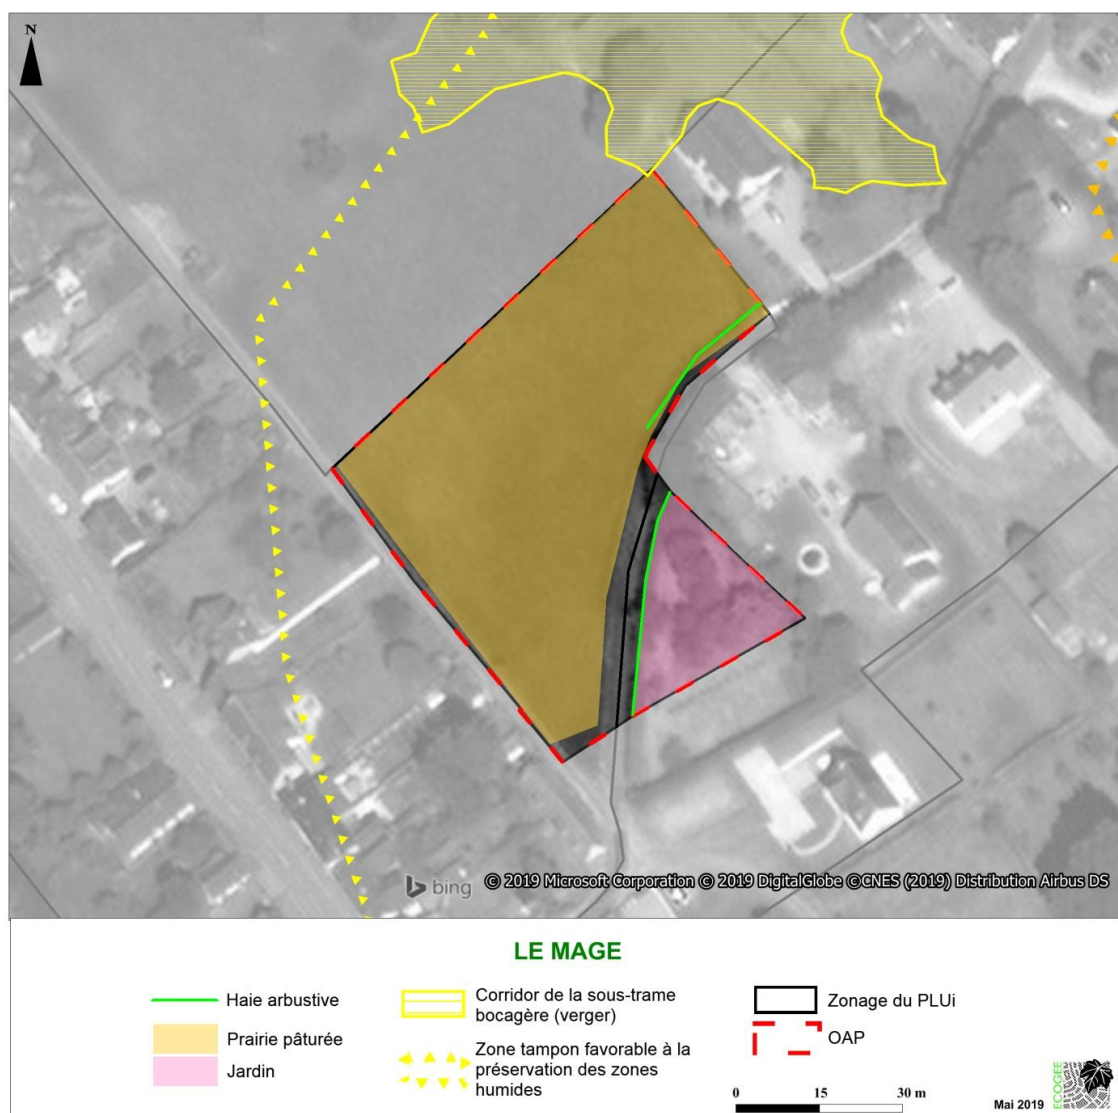 N
bing © 2019 Microsoft Corporation © 2019 DigitalGlobe ©CNES (2019) Distribution Airbus DS
LE MAGE
Haie arbustive
Prairie pâturée
Jardin
Corridor de la sous-trame
bocagère (verger)
Zone tampon favorable à la
préservation des zones
humides
Zonage du PLUi
OAP
0 15 30 m
Mai 2019
ECOGEE